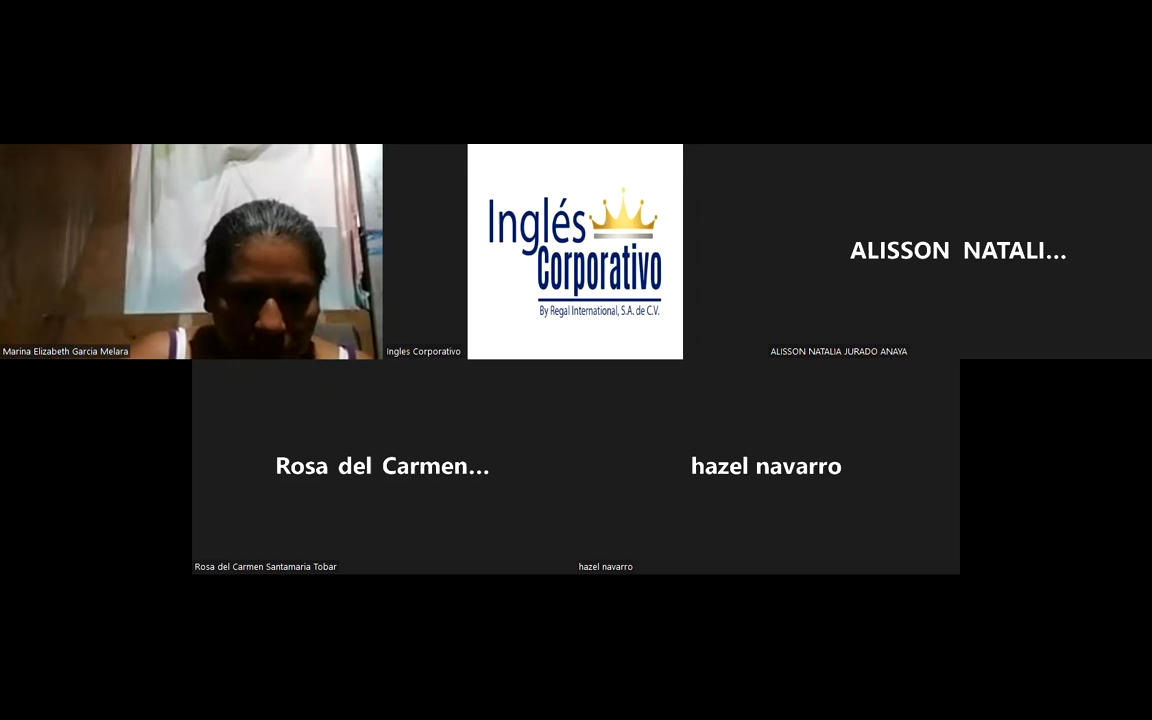 Inglés
Corporativo
By Regal International, S.A. de C.V.
ALISSON NATALI...
Marina Elizabeth Garcia Melara
Ingles Corporativo
ALISSON NATALIA JURADO ANAYA
Rosa del Carmen...
hazel navarro
Rosa del Carmen Santamaria Tobar
hazel navarro